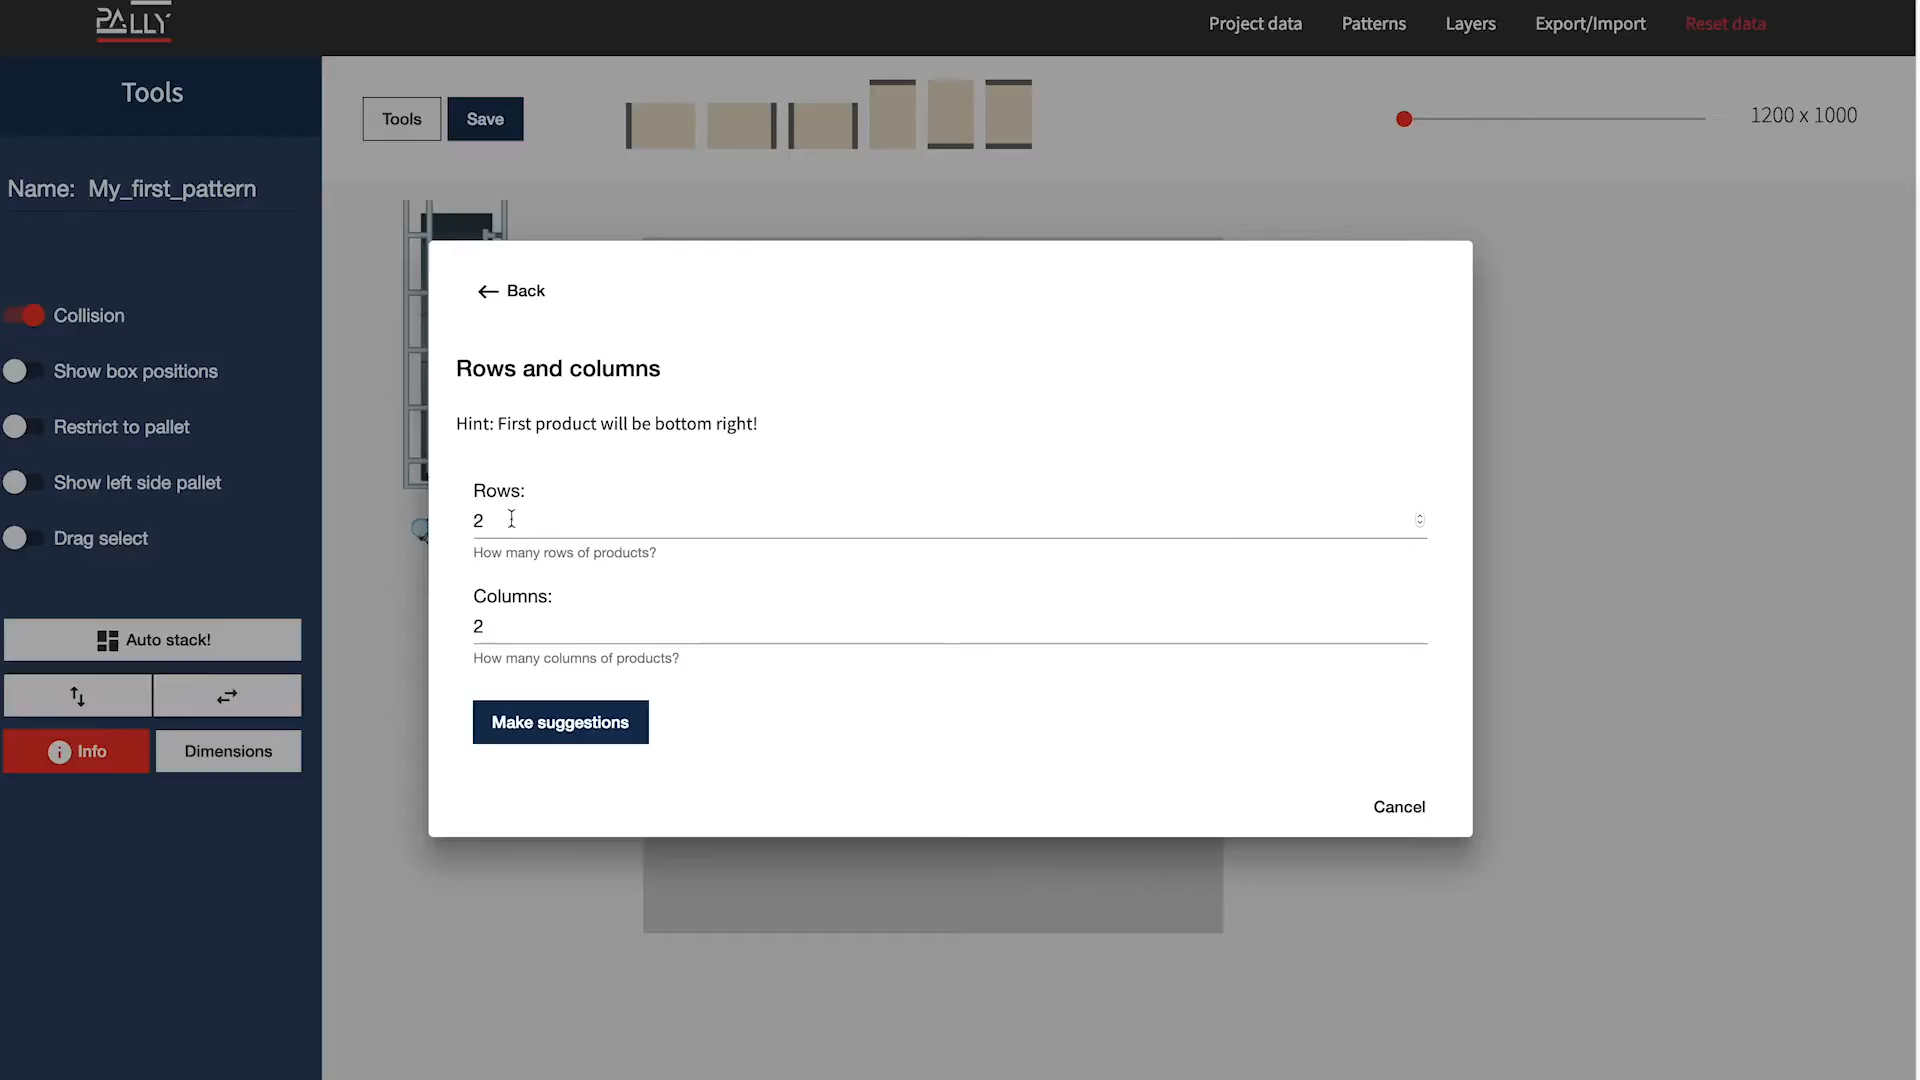 PALLY
Project data
Patterns
Layers
Export/Import
Reset data
Tools
Tools
Save
1200 x 1000
Name: My_first_pattern
Collision
Show box positions
Restrict to pallet
Show left side pallet
Drag select
Auto stack!
Info
Dimensions
Back
Rows and columns
Hint: First product will be bottom right!
Rows:
2
How many rows of products?
Columns:
2
How many columns of products?
Make suggestions
Cancel